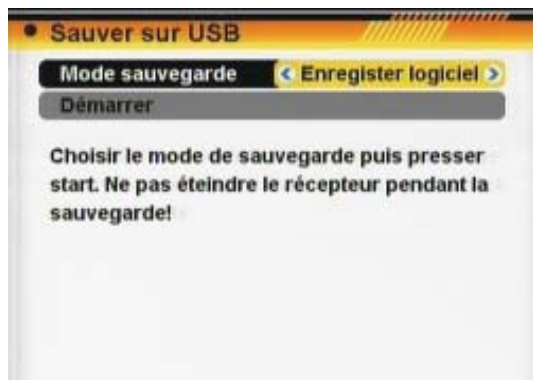 Sauver sur USB
Mode sauvegarde Enregister logiciel
Démarrer
Choisir le mode de sauvegarde puis presser
start. Ne pas éteindre le récepteur pendant la
sauvegarde!